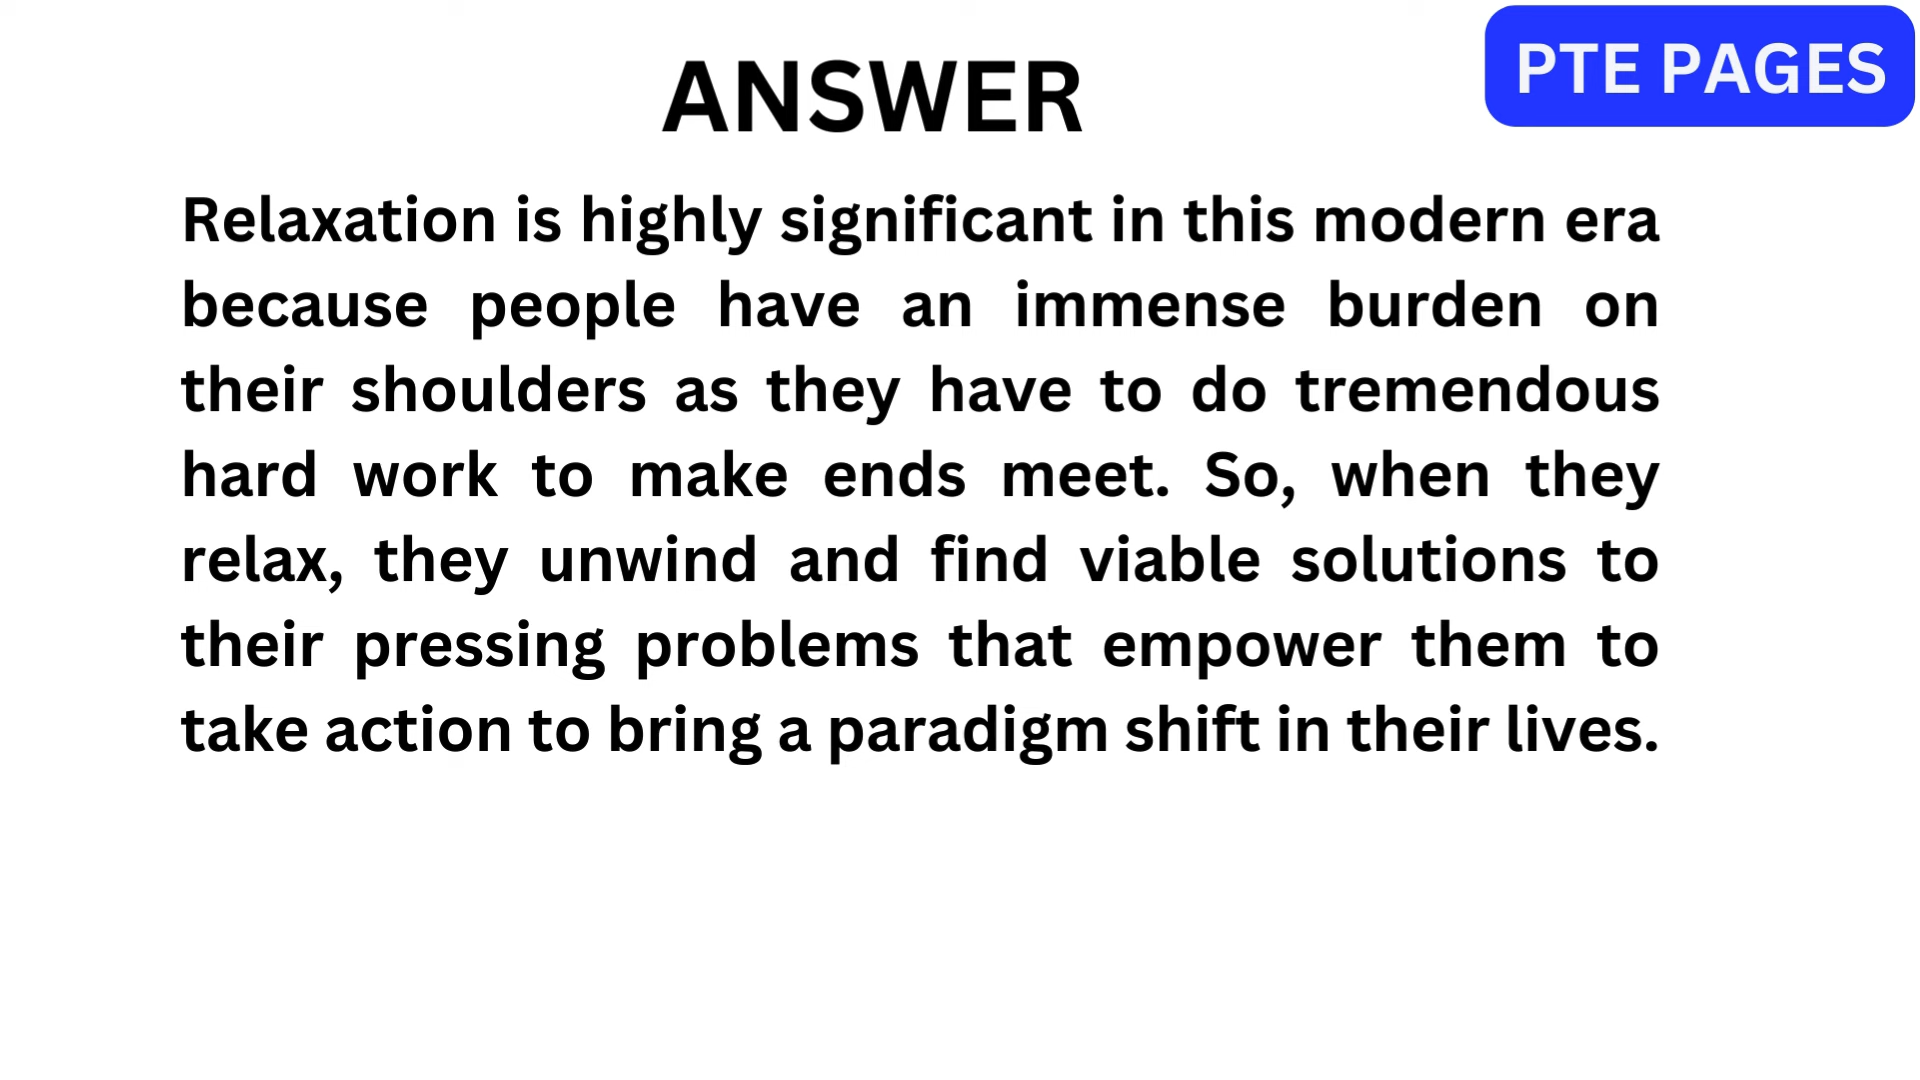 PTE PAGES
ANSWER
Relaxation is highly significant in this modern era
because people have an immense burden on
their shoulders as they have to do tremendous
hard work to make ends meet. So, when they
relax, they unwind and find viable solutions to
their pressing problems that empower them to
take action to bring a paradigm shift in their lives.